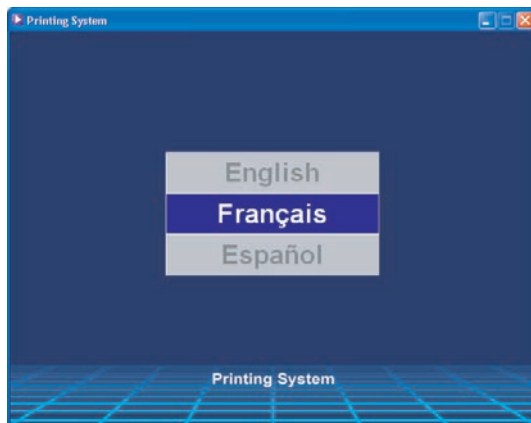 Printing System
English
Français
Español
Printing System